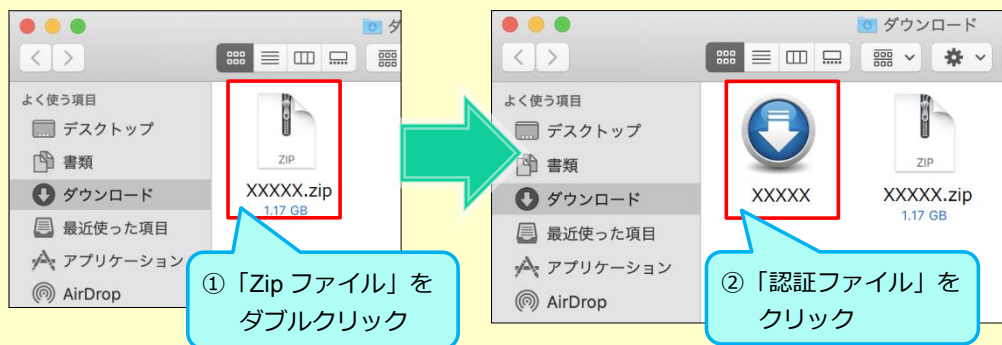 ダ
よく使う項目
デスクトップ
書類
ダウンロード
最近使った項目
アプリケーション
AirDrop
ZIP
XXXXX.zip
1.17 GB
①「Zip ファイル」を
ダブルクリック
ダウンロード
よく使う項目
デスクトップ
書類
ダウンロード
最近使った項目
アプリケーション
AirDrop
XXXXX
ZIP
XXXXX.zip
1.17 GB
②「認証ファイル」を
クリック